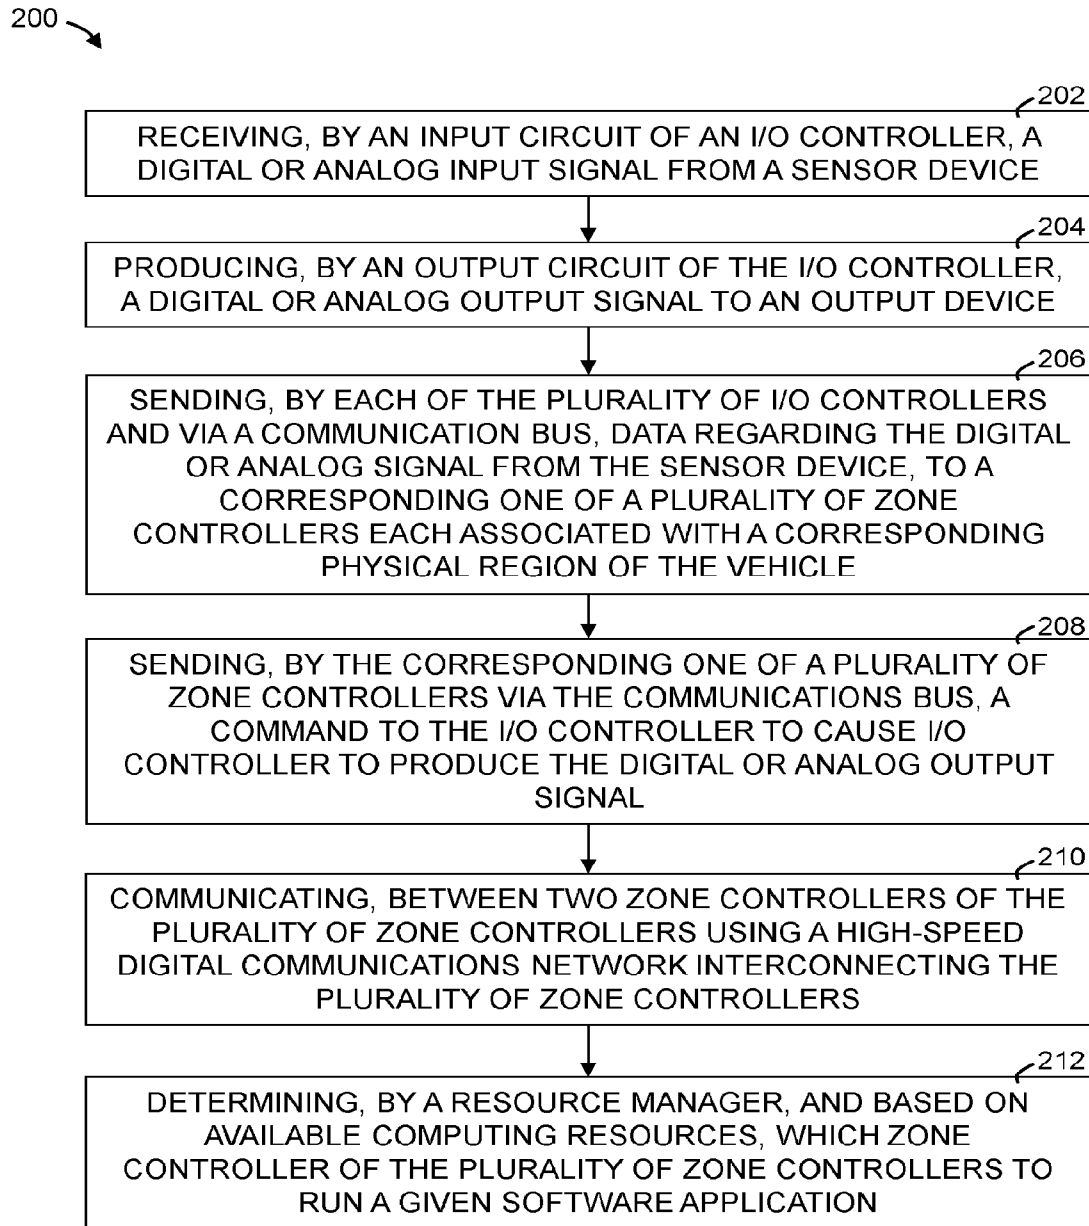 200
202
RECEIVING, BY AN INPUT CIRCUIT OF AN I/O CONTROLLER, A
DIGITAL OR ANALOG INPUT SIGNAL FROM A SENSOR DEVICE
204
PRODUCING, BY AN OUTPUT CIRCUIT OF THE I/O CONTROLLER,
A DIGITAL OR ANALOG OUTPUT SIGNAL TO AN OUTPUT DEVICE
206
SENDING, BY EACH OF THE PLURALITY OF I/O CONTROLLERS
AND VIA A COMMUNICATION BUS, DATA REGARDING THE DIGITAL
OR ANALOG SIGNAL FROM THE SENSOR DEVICE, TO A
CORRESPONDING ONE OF A PLURALITY OF ZONE
CONTROLLERS EACH ASSOCIATED WITH A CORRESPONDING
PHYSICAL REGION OF THE VEHICLE
208
SENDING, BY THE CORRESPONDING ONE OF A PLURALITY OF
ZONE CONTROLLERS VIA THE COMMUNICATIONS BUS, A
COMMAND TO THE I/O CONTROLLER TO CAUSE I/O
CONTROLLER TO PRODUCE THE DIGITAL OR ANALOG OUTPUT
SIGNAL
210
COMMUNICATING, BETWEEN TWO ZONE CONTROLLERS OF THE
PLURALITY OF ZONE CONTROLLERS USING A HIGH-SPEED
DIGITAL COMMUNICATIONS NETWORK INTERCONNECTING THE
PLURALITY OF ZONE CONTROLLERS
212
DETERMINING, BY A RESOURCE MANAGER, AND BASED ON
AVAILABLE COMPUTING RESOURCES, WHICH ZONE
CONTROLLER OF THE PLURALITY OF ZONE CONTROLLERS TO
RUN A GIVEN SOFTWARE APPLICATION